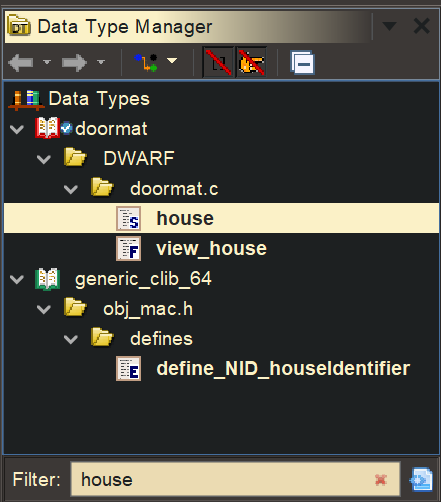 Data Type Manager
Data Types
doormat
DWARF
doormat.c
house
view_house
generic_clib_64
obj_mac.h
defines
define_NID_houseIdentifier
Filter: house